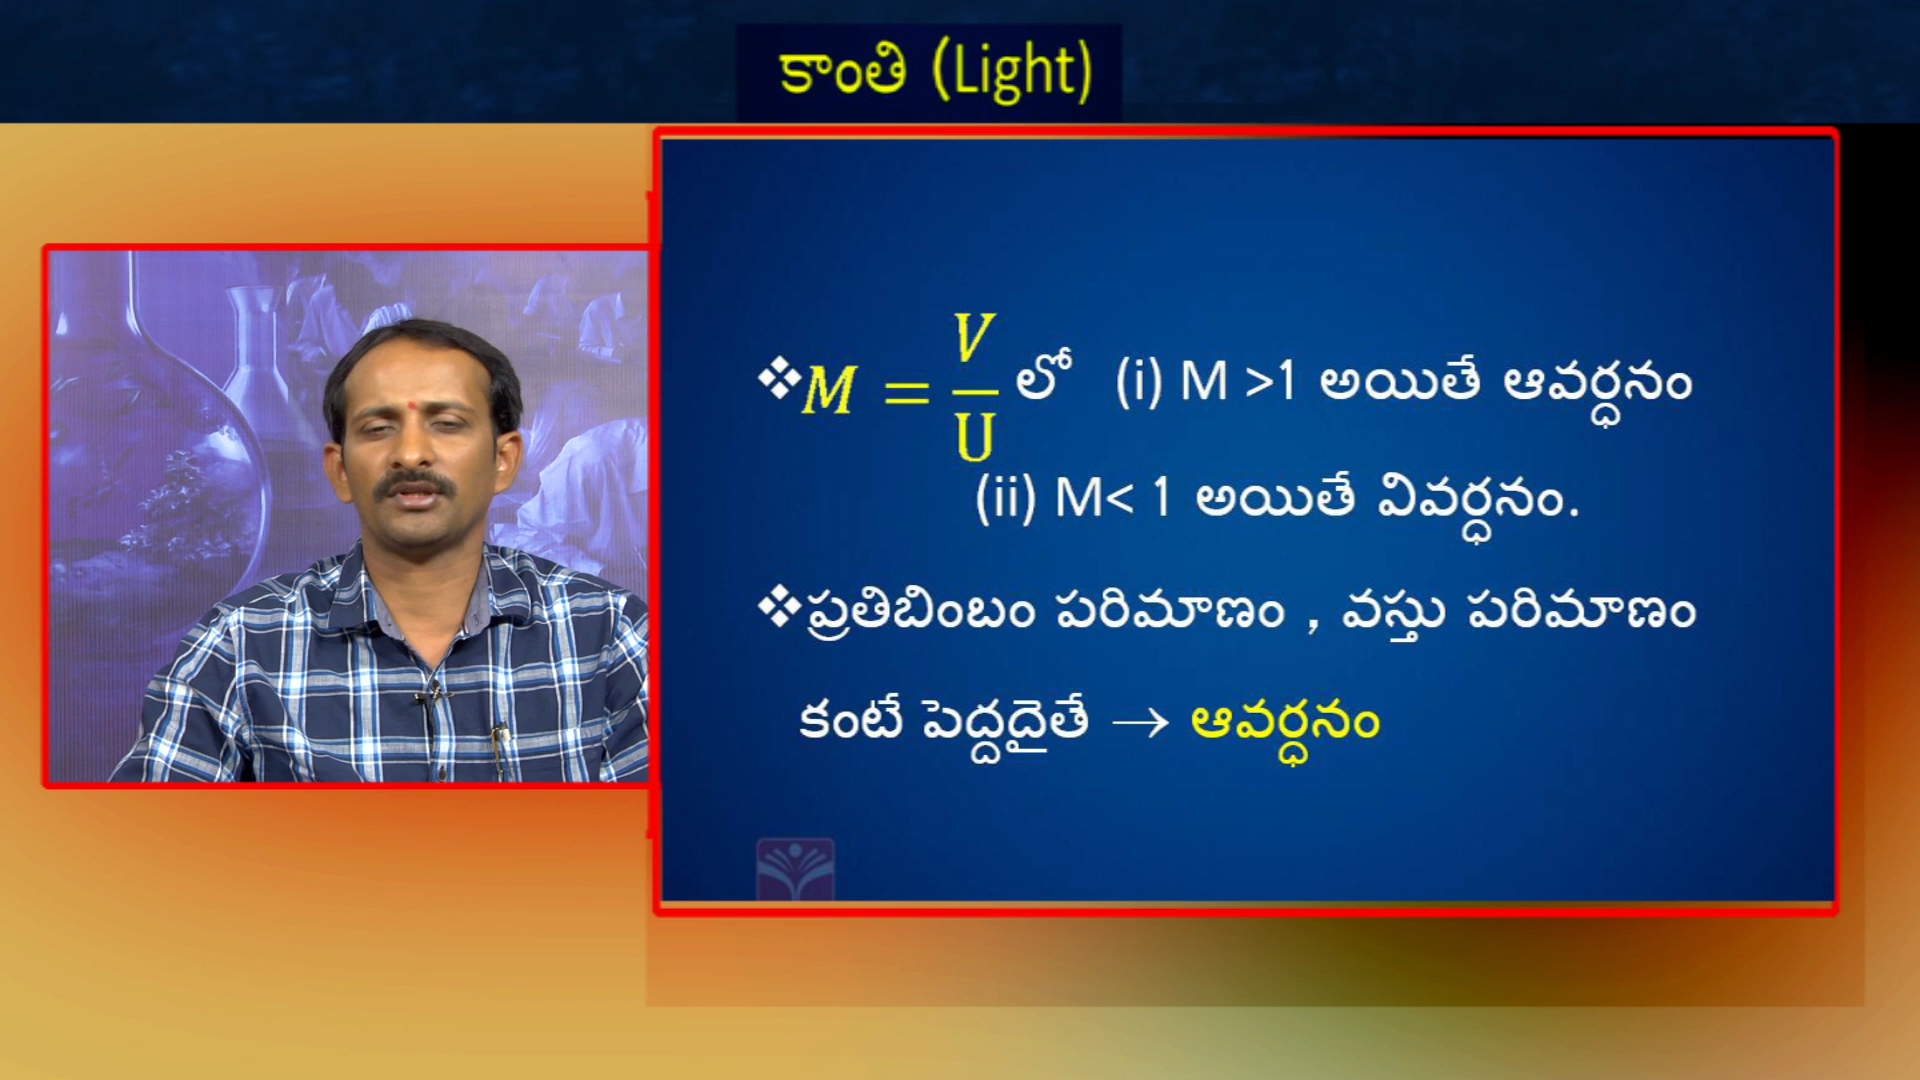 కాంతి (Light)
❖M = V/U లో (i) M >1 అయితే ఆవర్ధనం
(ii) M< 1 అయితే వివర్ధనం.
❖ప్రతిబింబం పరిమాణం , వస్తు పరిమాణం
కంటే పెద్దదైతే → ఆవర్ధనం